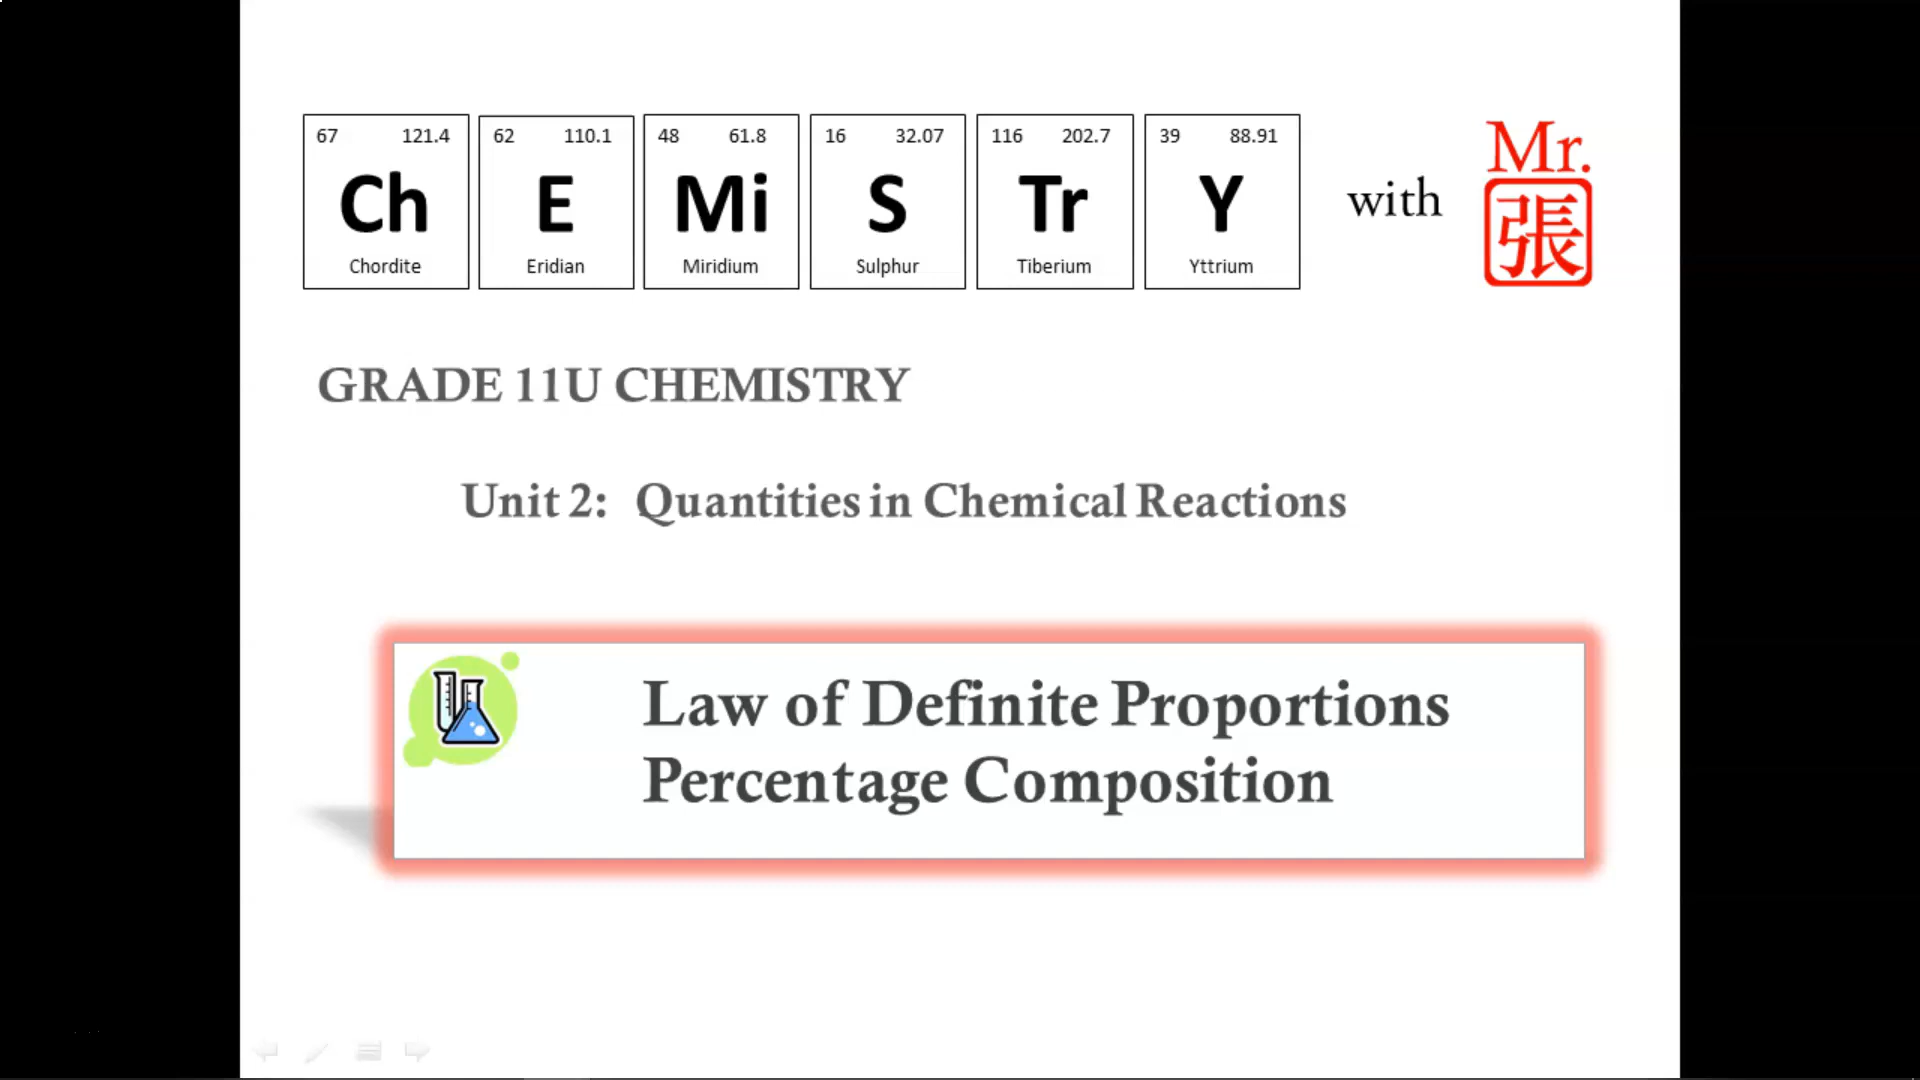 67 121.4 62 110.1 48 61.8 16 32.07 116 202.7 39 88.91
Ch E Mi S Tr Y with Mr. 張
Chordite Eridian Miridium Sulphur Tiberium Yttrium
GRADE 11U CHEMISTRY
Unit 2: Quantities in Chemical Reactions
Law of Definite Proportions
Percentage Composition